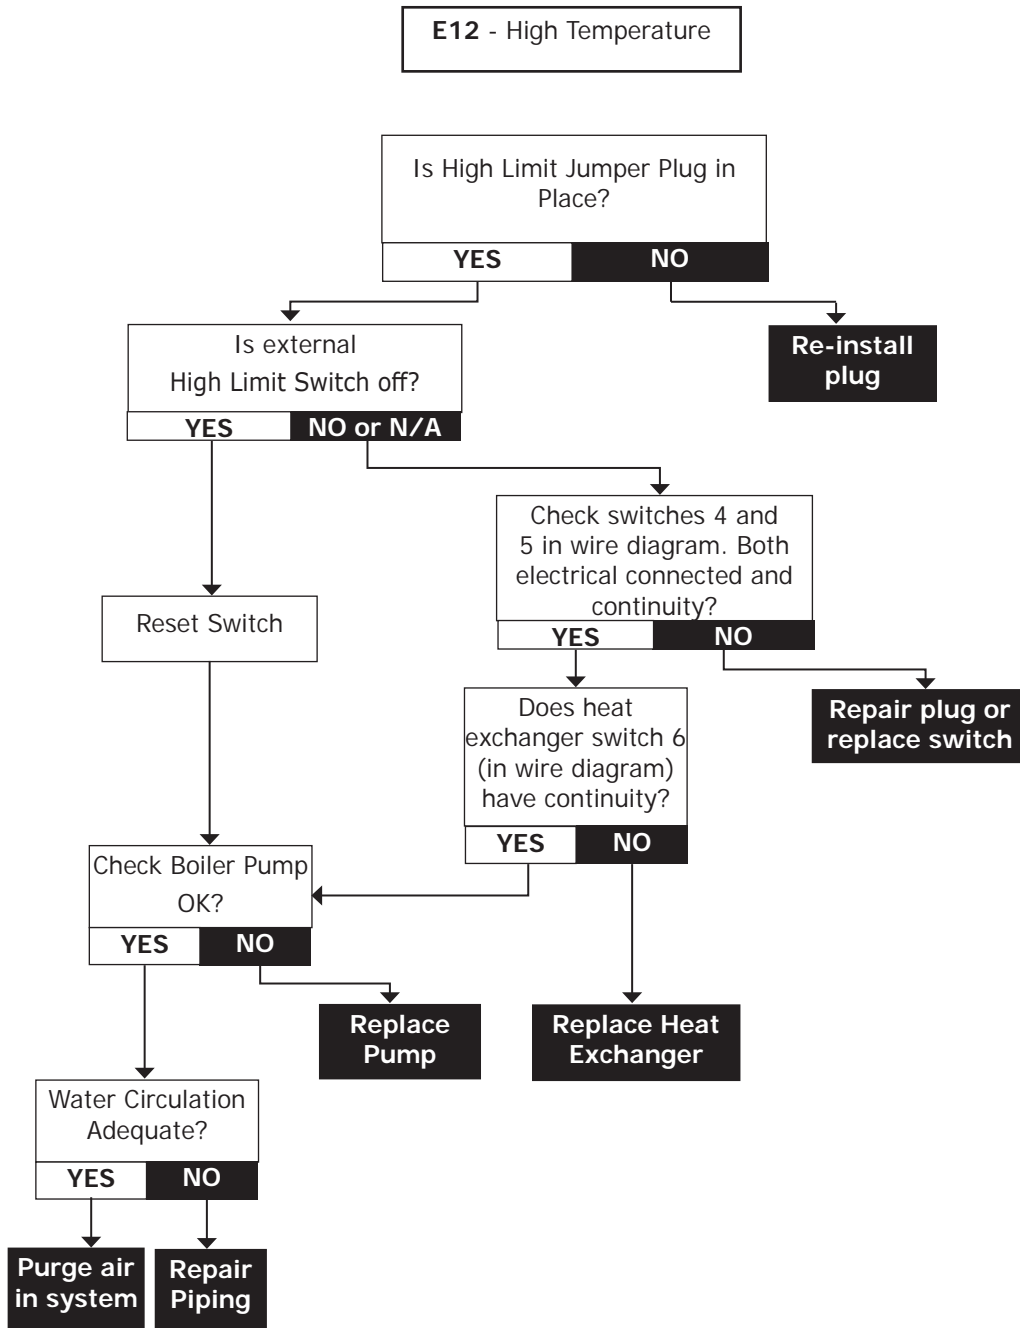 E12 - High Temperature
Is High Limit Jumper Plug in
Place?
YES
NO
Is external
High Limit Switch off?
YES
NO or N/A
Re-install
plug
Check switches 4 and
5 in wire diagram. Both
electrical connected and
continuity?
YES
NO
Reset Switch
Does heat
exchanger switch 6
(in wire diagram)
have continuity?
YES
NO
Repair plug or
replace switch
Check Boiler Pump
OK?
YES
NO
Replace
Pump
Replace Heat
Exchanger
Water Circulation
Adequate?
YES
NO
Purge air
in system
Repair
Piping